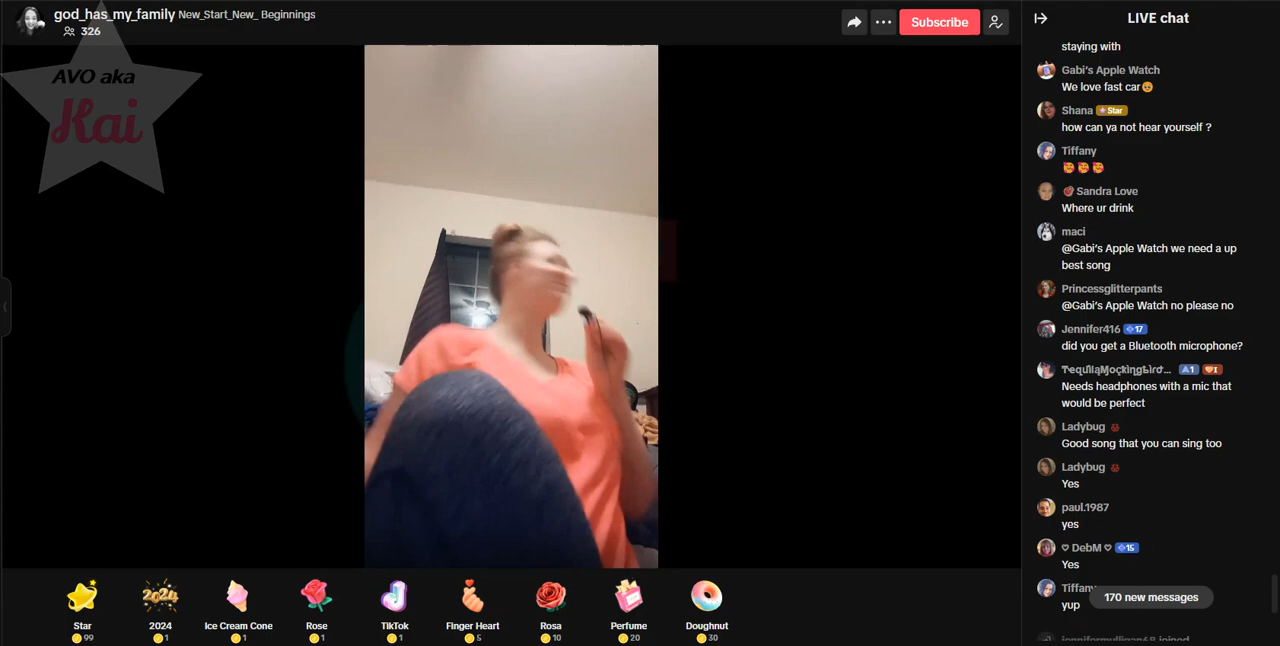 god_has_my_family New_Start_New_ Beginnings
326
AVO aka
Kai
Subscribe
LIVE chat
staying with
Gabi's Apple Watch
We love fast car
Shana Star
how can ya not hear yourself ?
Tiffany
Sandra Love
Where ur drink
maci
@Gabi's Apple Watch we need a up
best song
Princessglitterpants
@Gabi's Apple Watch no please no
Jennifer416 17
did you get a Bluetooth microphone?
A1 1
Needs headphones with a mic that
would be perfect
Ladybug
Good song that you can sing too
Ladybug
Yes
paul.1987
yes
♡ DebM ♡ 15
Yes
Tiffany
yup
170 new messages
Star
99
2024
2024
1
Ice Cream Cone
1
Rose
1
TikTok
1
Finger Heart
5
Rosa
10
Perfume
20
Doughnut
30